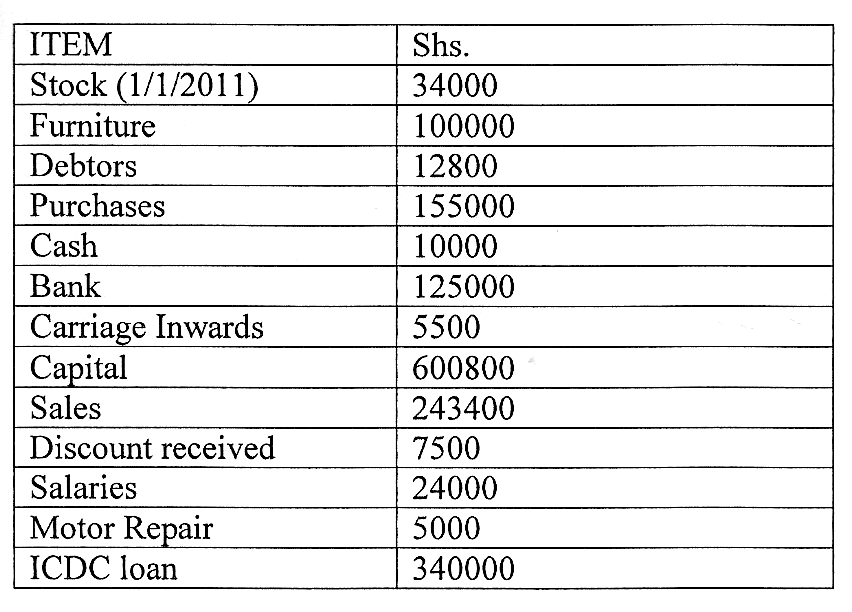 ITEM Shs.
Stock (1/1/2011) 34000
Furniture 100000
Debtors 12800
Purchases 155000
Cash 10000
Bank 125000
Carriage Inwards 5500
Capital 600800
Sales 243400
Discount received 7500
Salaries 24000
Motor Repair 5000
ICDC loan 340000